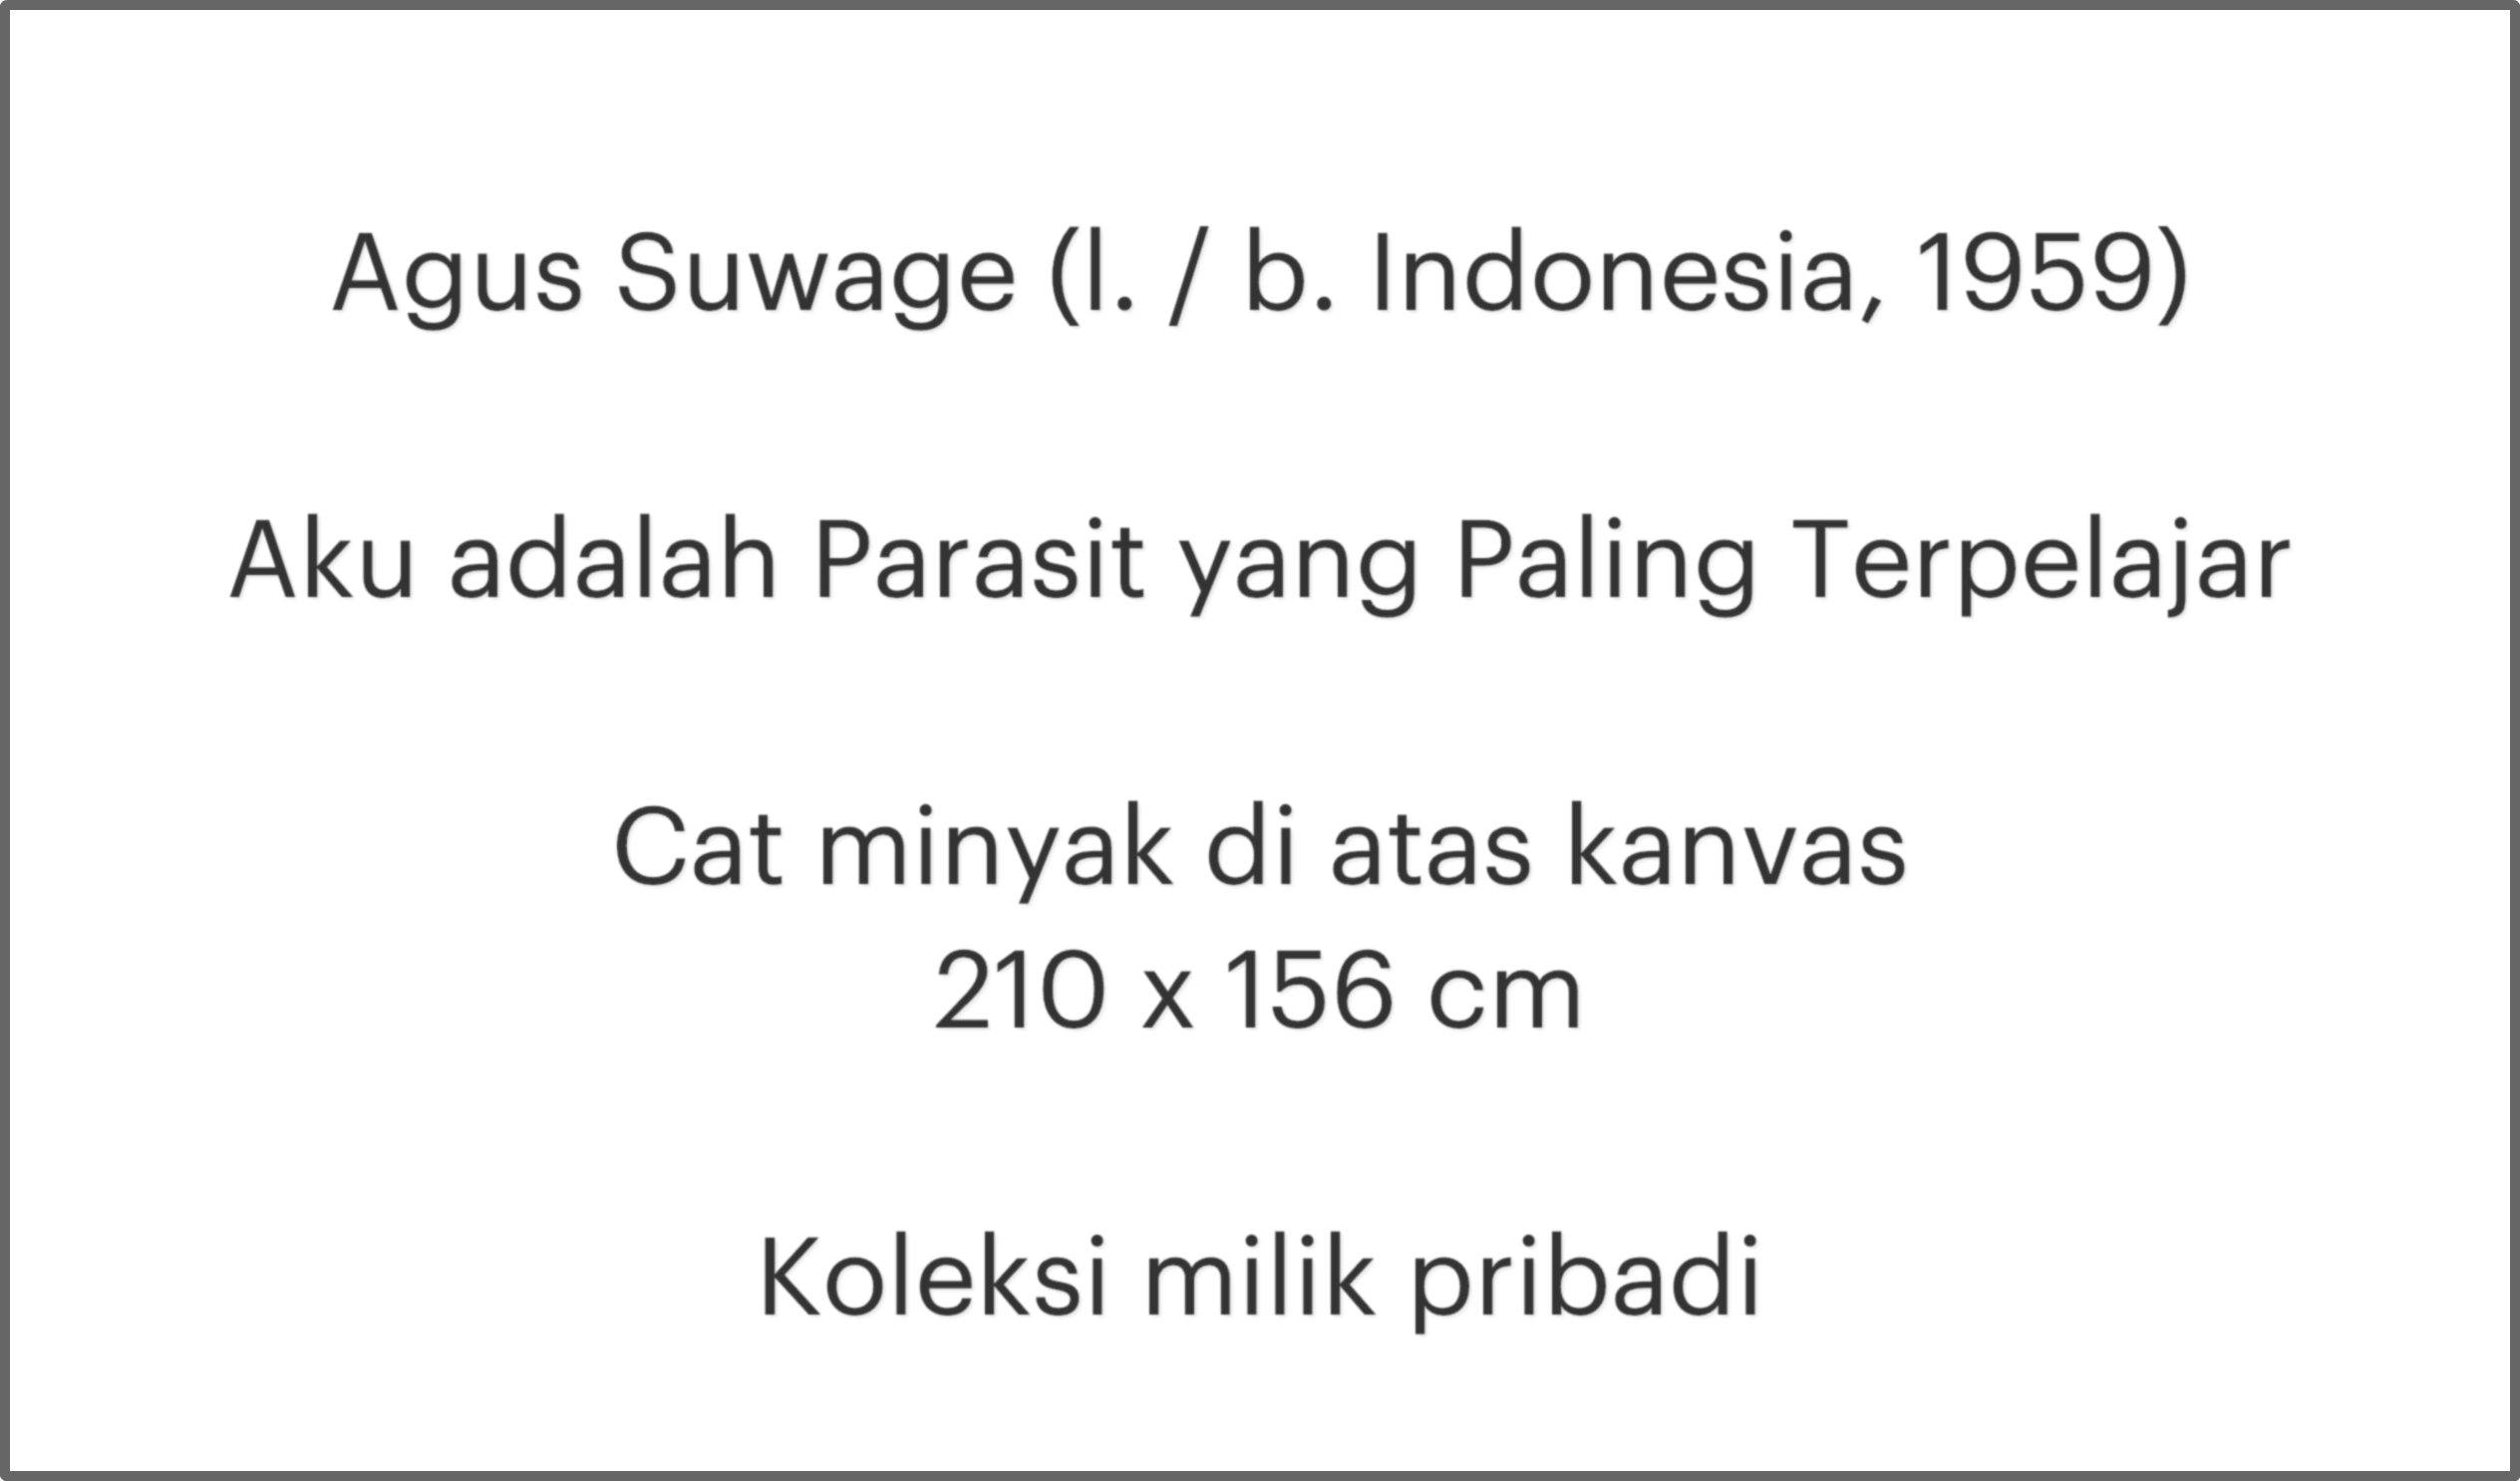 Agus Suwage (l. / b. Indonesia, 1959)
Aku adalah Parasit yang Paling Terpelajar
Cat minyak di atas kanvas
210 x 156 cm
Koleksi milik pribadi